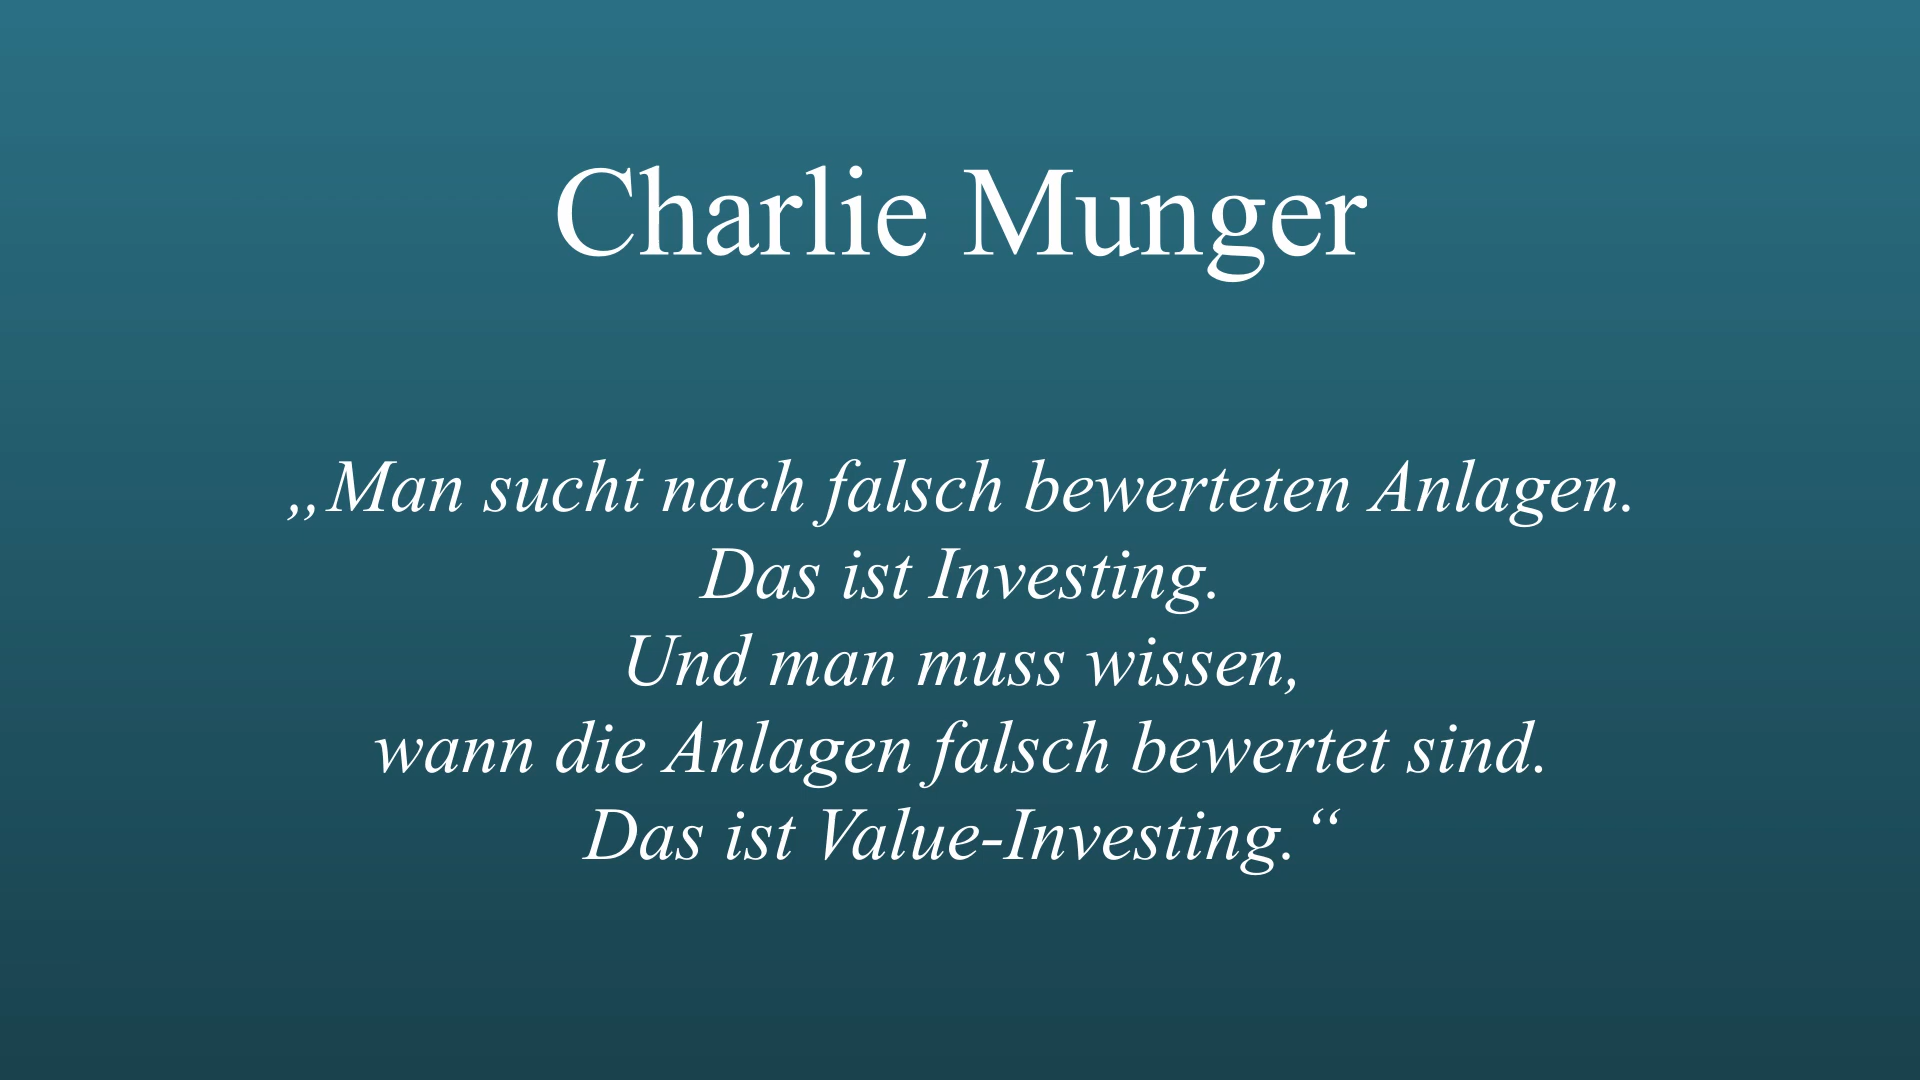 Charlie Munger
„Man sucht nach falsch bewerteten Anlagen.
Das ist Investing.
Und man muss wissen,
wann die Anlagen falsch bewertet sind.
Das ist Value-Investing.“